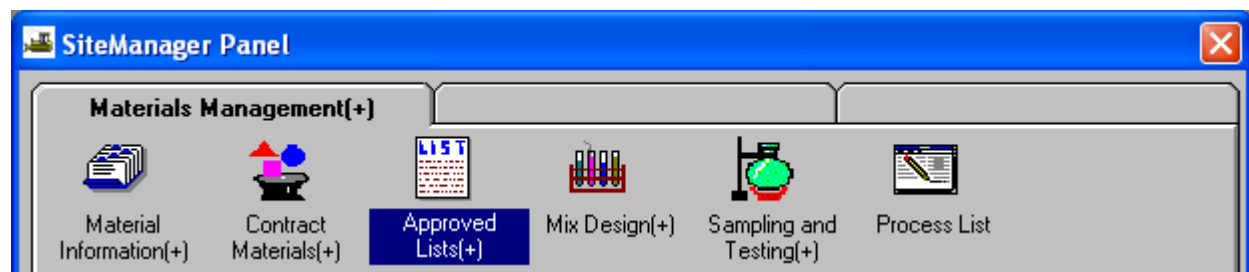 SiteManager Panel
Materials Management(+)
LIST
Material
Information(+)
Contract
Materials(+)
Approved
Lists(+)
Mix Design(+)
Sampling and
Testing(+)
Process List